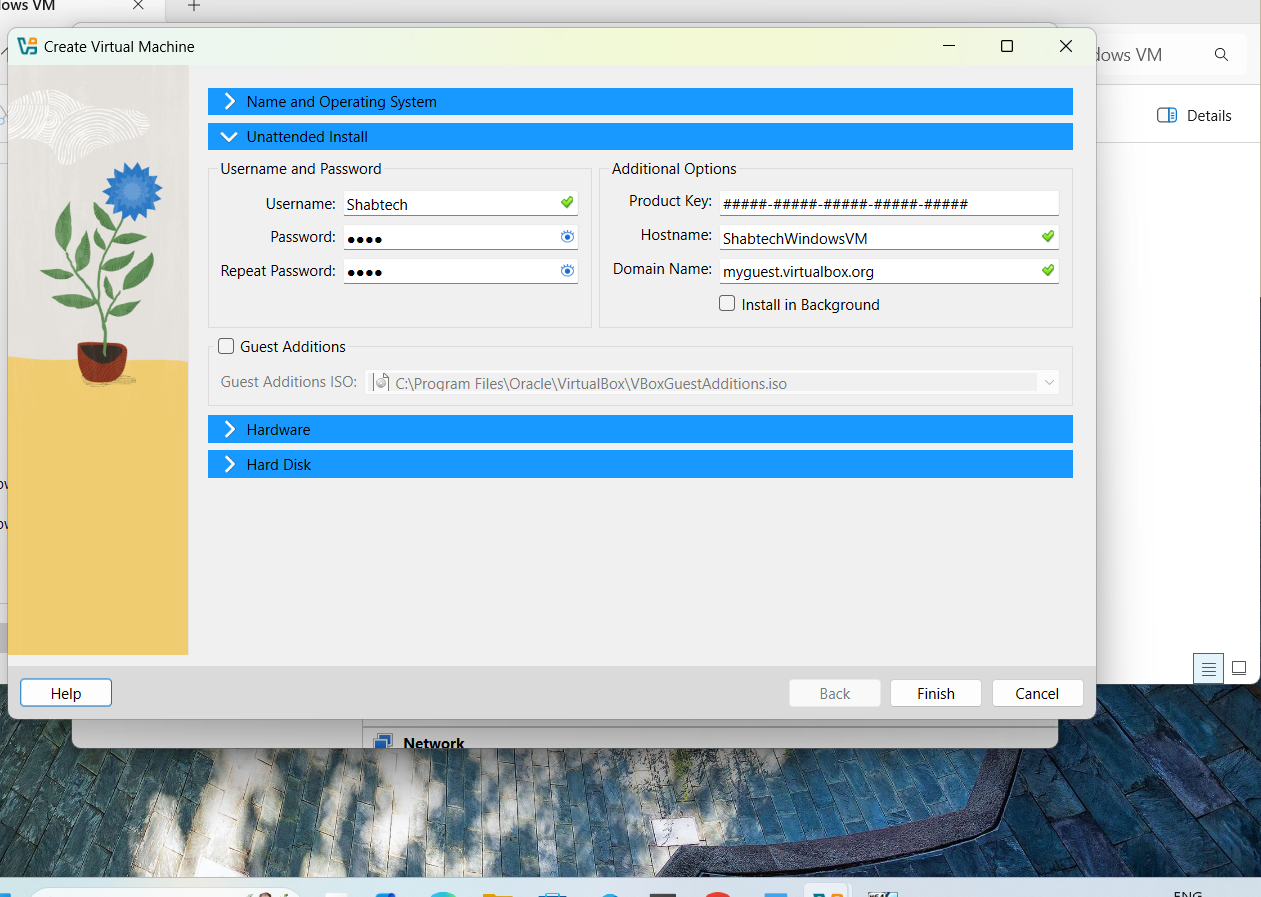 ows VM
Create Virtual Machine
dows VM
Name and Operating System
Details
Unattended Install
Username and Password
Additional Options
Username: Shabtech
Product Key: #####-#####-#####-#####-#####
Password: ●●●●
Hostname: ShabtechWindowsVM
Repeat Password: ●●●●
Domain Name: myguest.virtualbox.org
Install in Background
Guest Additions
Guest Additions ISO: C:\Program Files\Oracle\VirtualBox\VBoxGuestAdditions.iso
Hardware
Hard Disk
Help
Back
Finish
Cancel
Network
ENG